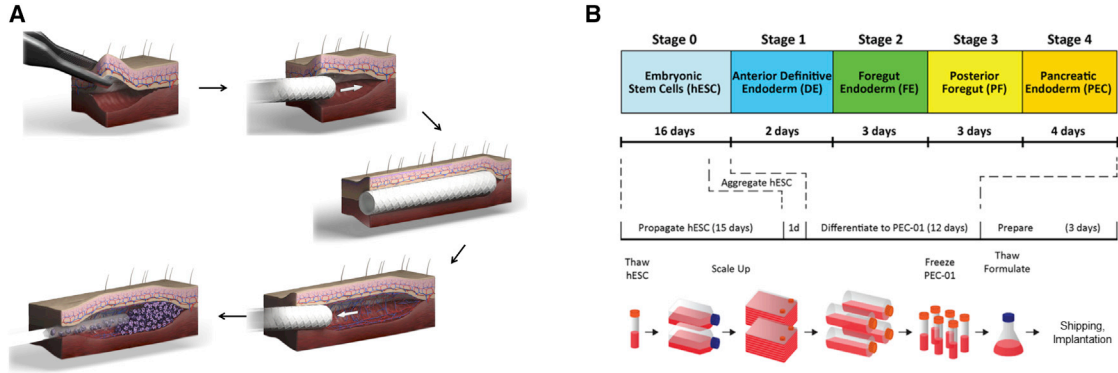 A
B
Stage 0 Stage 1 Stage 2 Stage 3 Stage 4
Embryonic
Stem Cells (hESC)
Anterior Definitive
Endoderm (DE)
Foregut
Endoderm (FE)
Posterior
Foregut (PF)
Pancreatic
Endoderm (PEC)
16 days 2 days 3 days 3 days 4 days
Aggregate hESC
Propagate hESC (15 days) 1d Differentiate to PEC-01 (12 days) Prepare (3 days)
Thaw
hESC
Scale Up
Freeze
PEC-01
Thaw
Formulate
Shipping,
Implantation